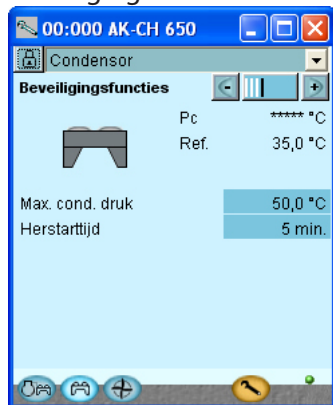 00:000 AK-CH 650
Condensor
Beveiligingsfuncties
Pc ***** °C
Ref. 35,0 °C
Max. cond. druk 50,0 °C
Herstarttijd 5 min.